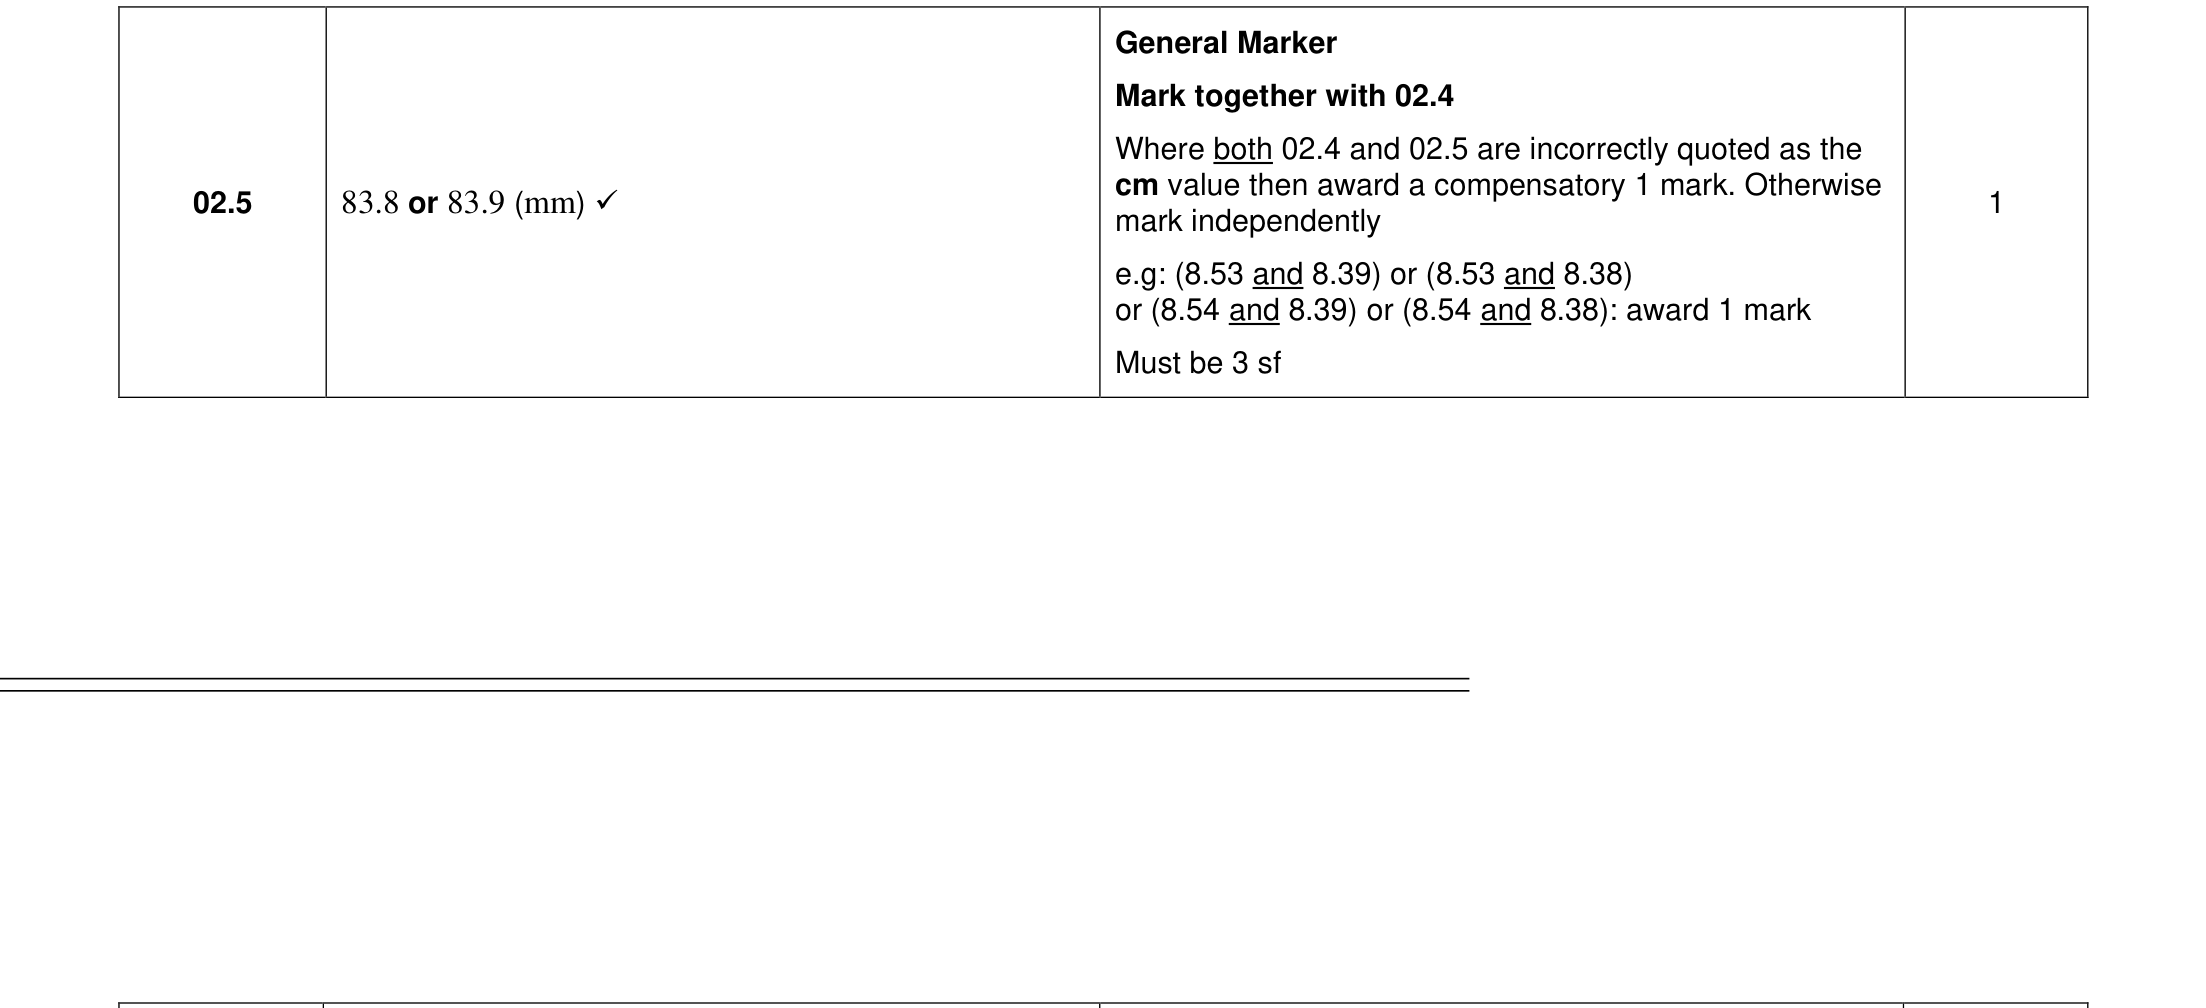 General Marker
Mark together with 02.4
Where both 02.4 and 02.5 are incorrectly quoted as the
cm value then award a compensatory 1 mark. Otherwise
mark independently
02.5
83.8 or 83.9 (mm) ✓
1
e.g: (8.53 and 8.39) or (8.53 and 8.38)
or (8.54 and 8.39) or (8.54 and 8.38): award 1 mark
Must be 3 sf